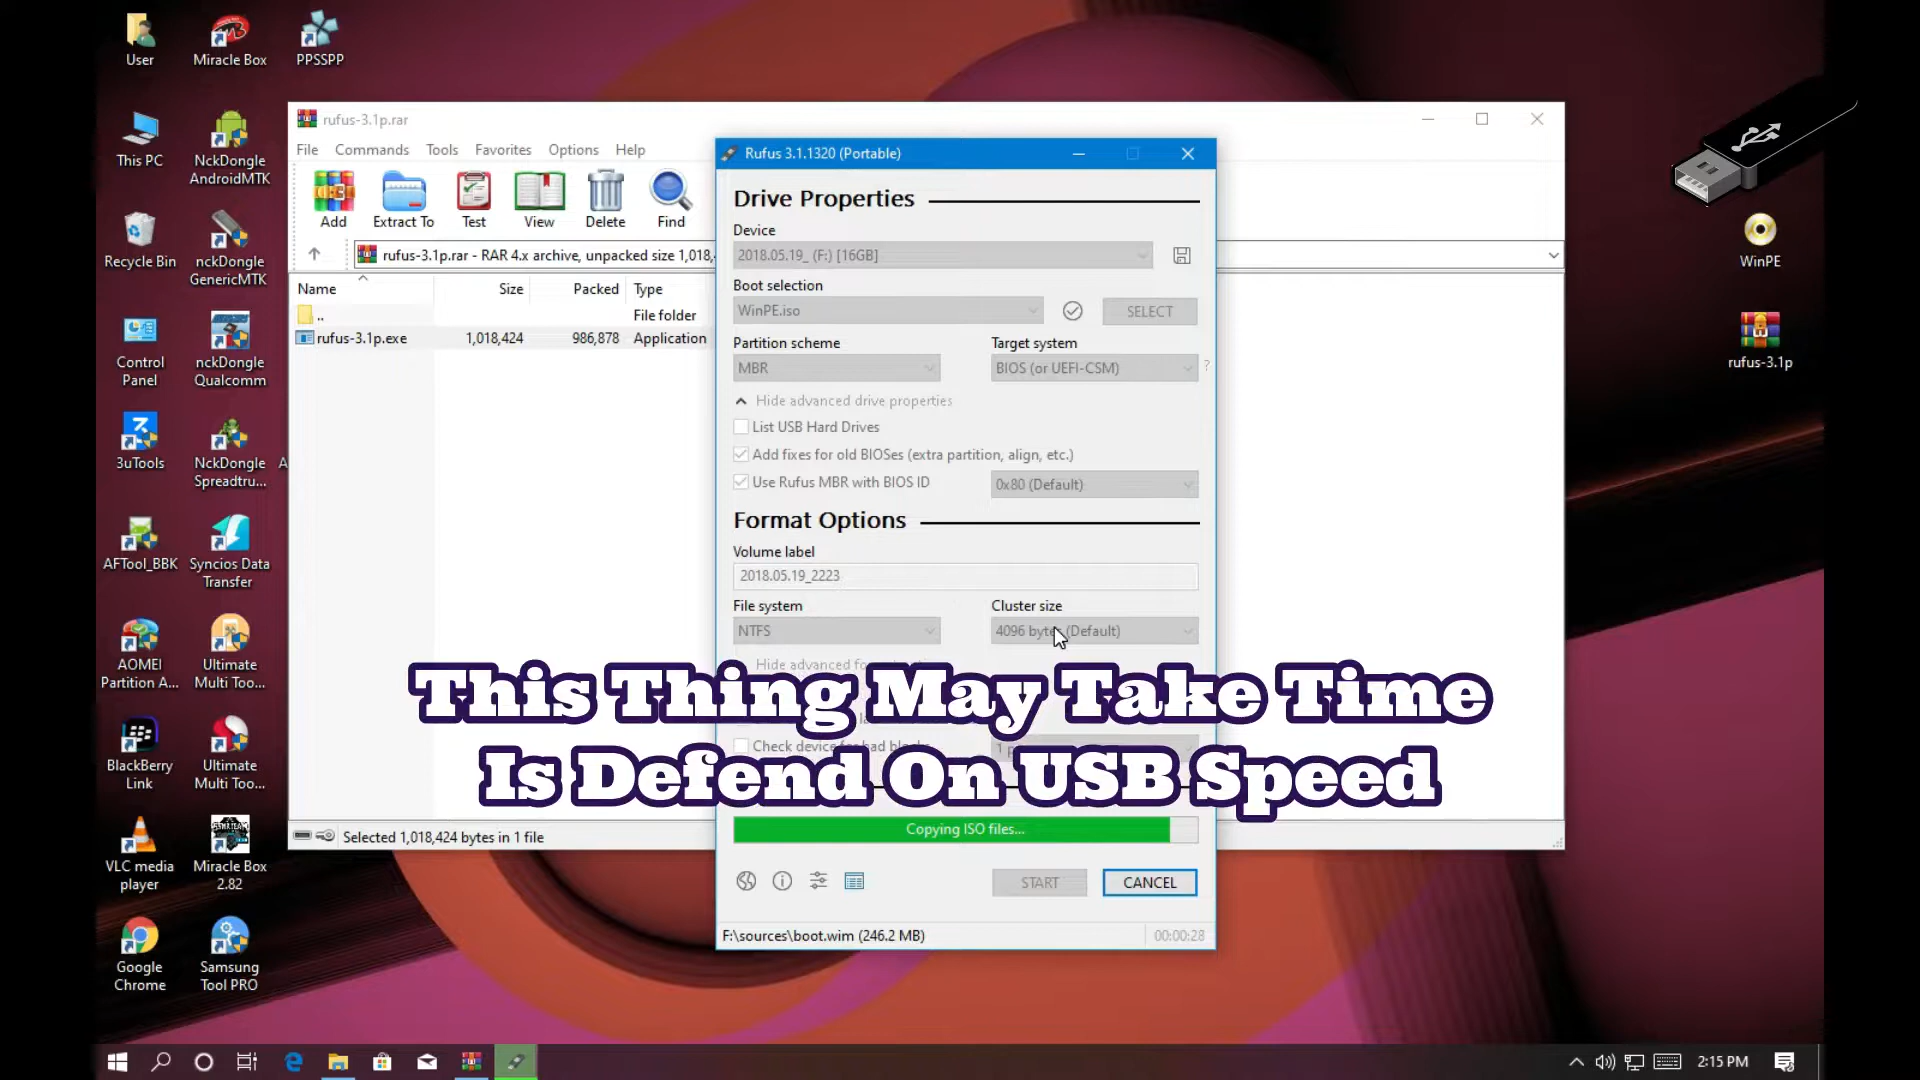 User
Miracle Box
PPSSPP
This PC
NckDongle
AndroidMTK
Recycle Bin
nckDongle
GenericMTK
Control
Panel
nckDongle
Qualcomm
3uTools
NckDongle
Spreadtru...
A
AFTool_BBK
Syncios Data
Transfer
AOMEI
Partition A...
Ultimate
Multi Too...
BlackBerry
Link
Ultimate
Multi Too...
VLC media
player
Miracle Box
2.82
Google
Chrome
Samsung
Tool PRO
rufus-3.1p.rar
File Commands Tools Favorites Options Help
Add Extract To Test View Delete Find
rufus-3.1p.rar - RAR 4.x archive, unpacked size 1,018,
Name Size Packed Type
.. File folder
rufus-3.1p.exe 1,018,424 986,878 Application
Selected 1,018,424 bytes in 1 file
Rufus 3.1.1320 (Portable)
Drive Properties
Device
2018.05.19_ (F:) [16GB]
Boot selection
WinPE.iso SELECT
Partition scheme Target system
MBR BIOS (or UEFI-CSM) ?
Hide advanced drive properties
List USB Hard Drives
Add fixes for old BIOSes (extra partition, align, etc.)
Use Rufus MBR with BIOS ID 0x80 (Default)
Format Options
Volume label
2018.05.19_2223
File system Cluster size
NTFS 4096 bytes (Default)
Hide advanced
This Thing May Take Time
Check device for bad blocks
Is Defend On USB Speed
Copying ISO files...
START CANCEL
F:\sources\boot.wim (246.2 MB) 00:00:28
WinPE
rufus-3.1p
2:15 PM